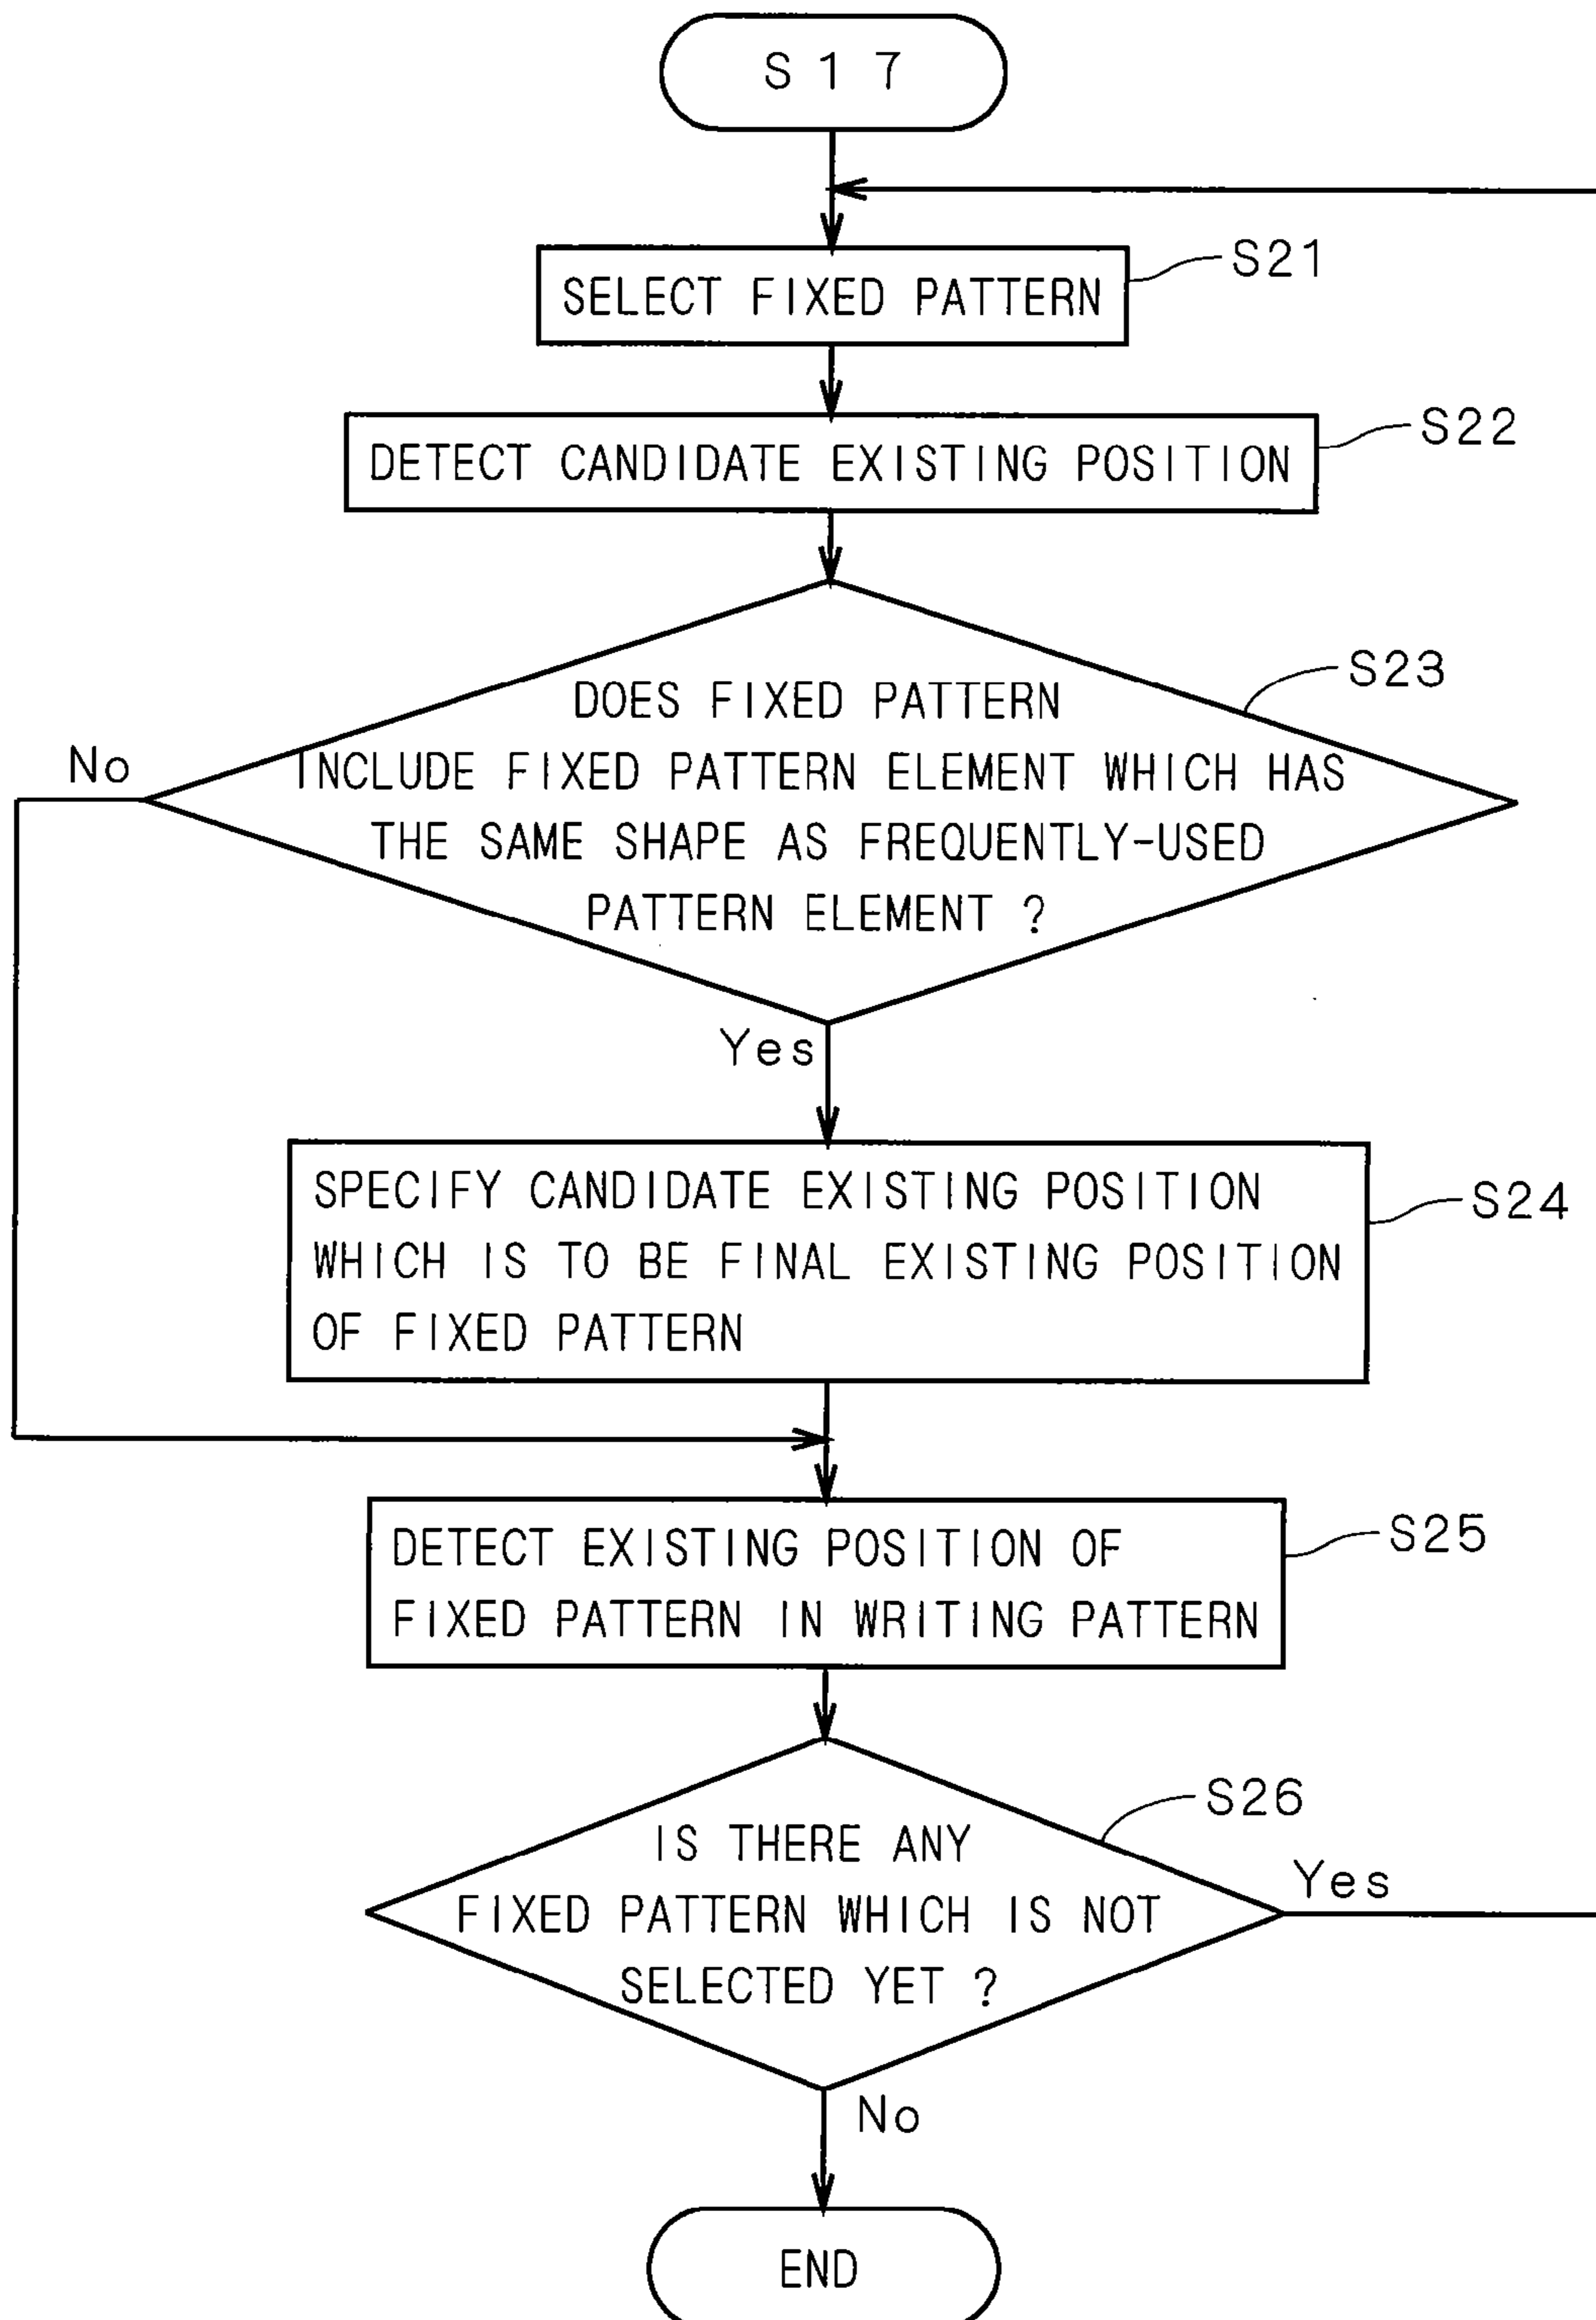 S17
SELECT FIXED PATTERN
S21
DETECT CANDIDATE EXISTING POSITION
S22
S23
DOES FIXED PATTERN
INCLUDE FIXED PATTERN ELEMENT WHICH HAS
THE SAME SHAPE AS FREQUENTLY-USED
PATTERN ELEMENT ?
No
Yes
SPECIFY CANDIDATE EXISTING POSITION
WHICH IS TO BE FINAL EXISTING POSITION
OF FIXED PATTERN
S24
DETECT EXISTING POSITION OF
FIXED PATTERN IN WRITING PATTERN
S25
S26
IS THERE ANY
FIXED PATTERN WHICH IS NOT
SELECTED YET ?
Yes
No
END